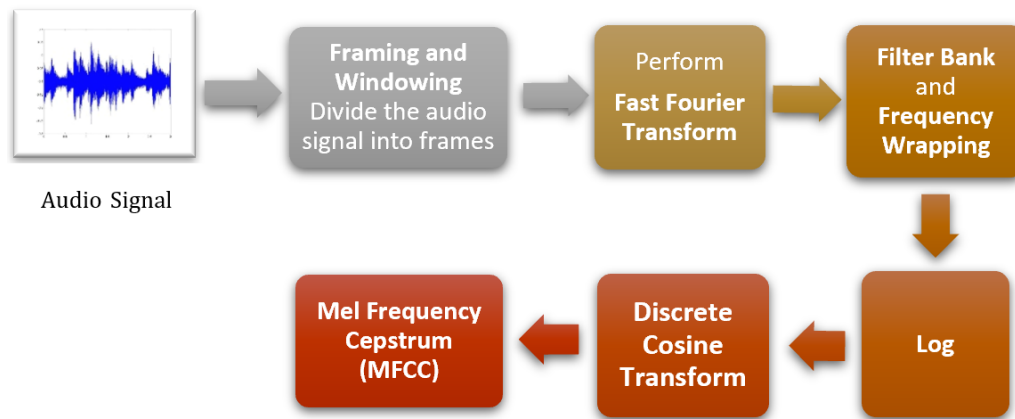 Framing and
Windowing
Divide the audio
signal into frames
Perform
Fast Fourier
Transform
Filter Bank
and
Frequency
Wrapping
Audio Signal
Mel Frequency
Cepstrum
(MFCC)
Discrete
Cosine
Transform
Log